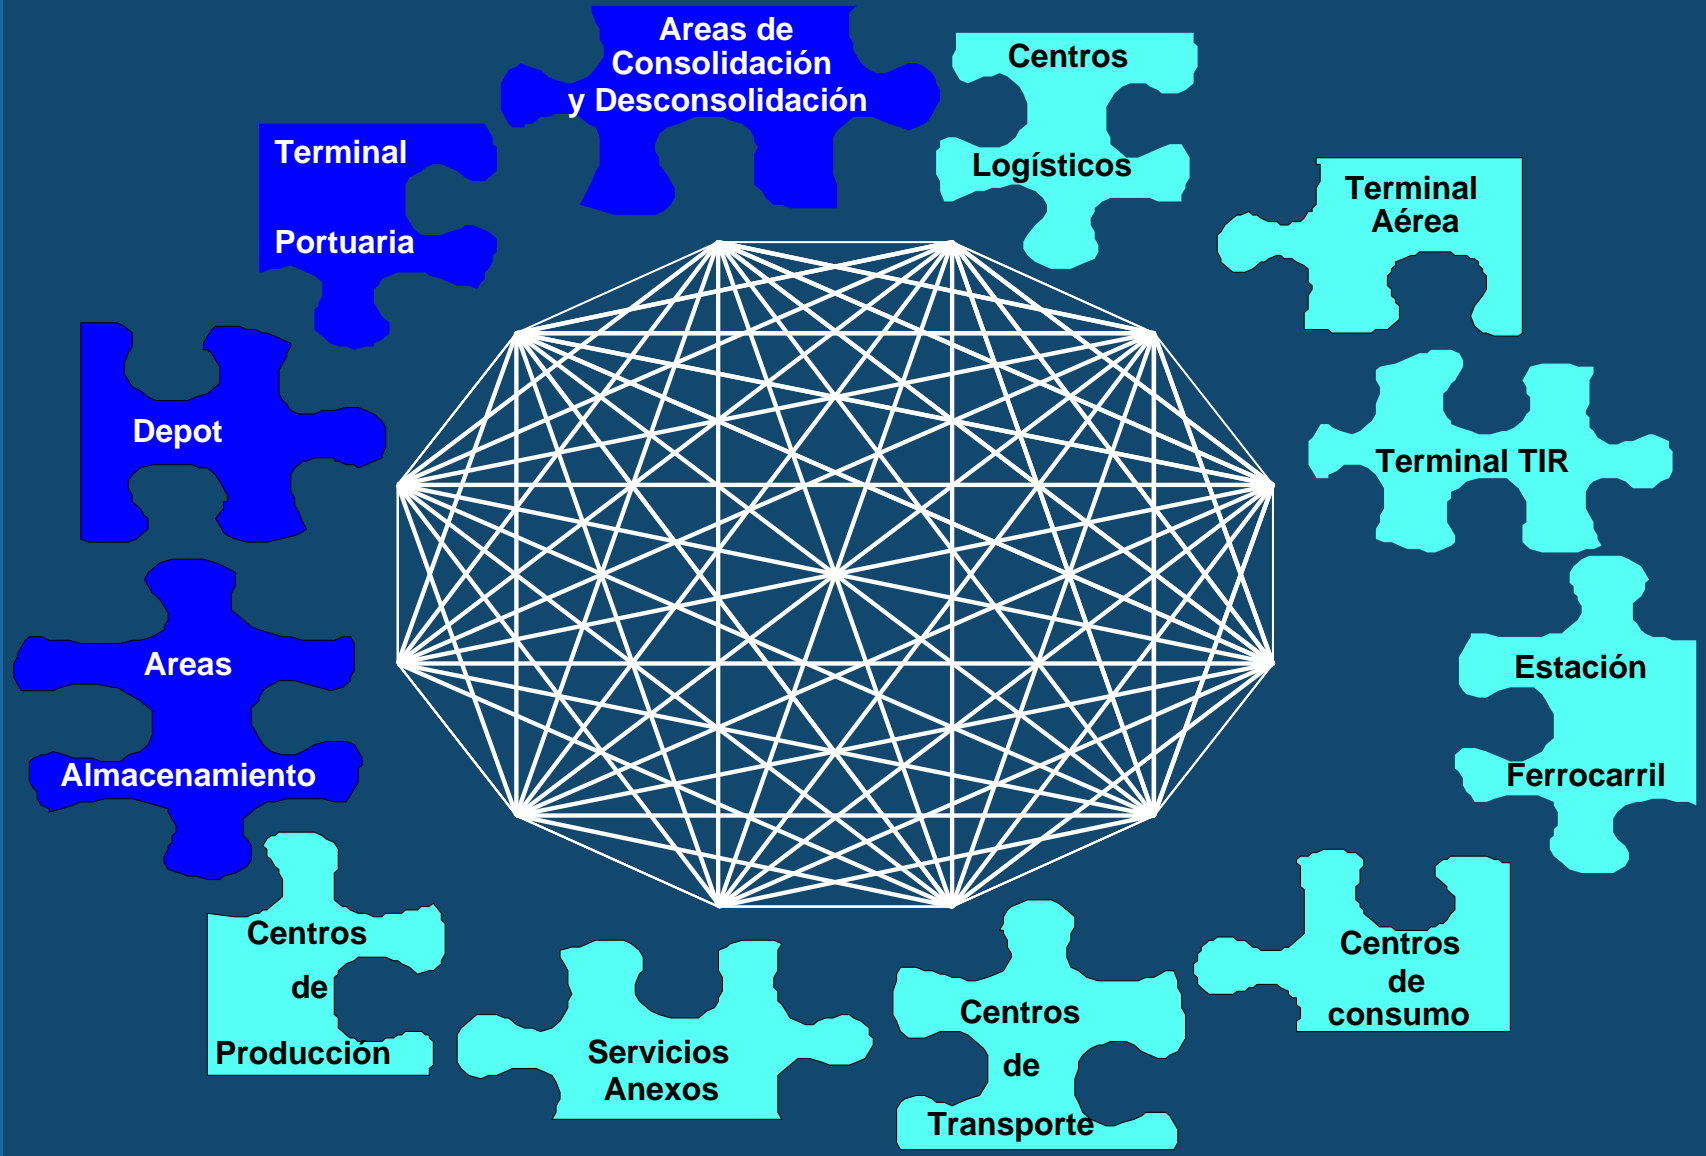 Areas de
Consolidación
y Desconsolidación
Centros
Logísticos
Terminal
Portuaria
Terminal
Aérea
Depot
Terminal TIR
Areas
Almacenamiento
Estación
Ferrocarril
Centros
de
Producción
Servicios
Anexos
Centros
de
Transporte
Centros
de
consumo